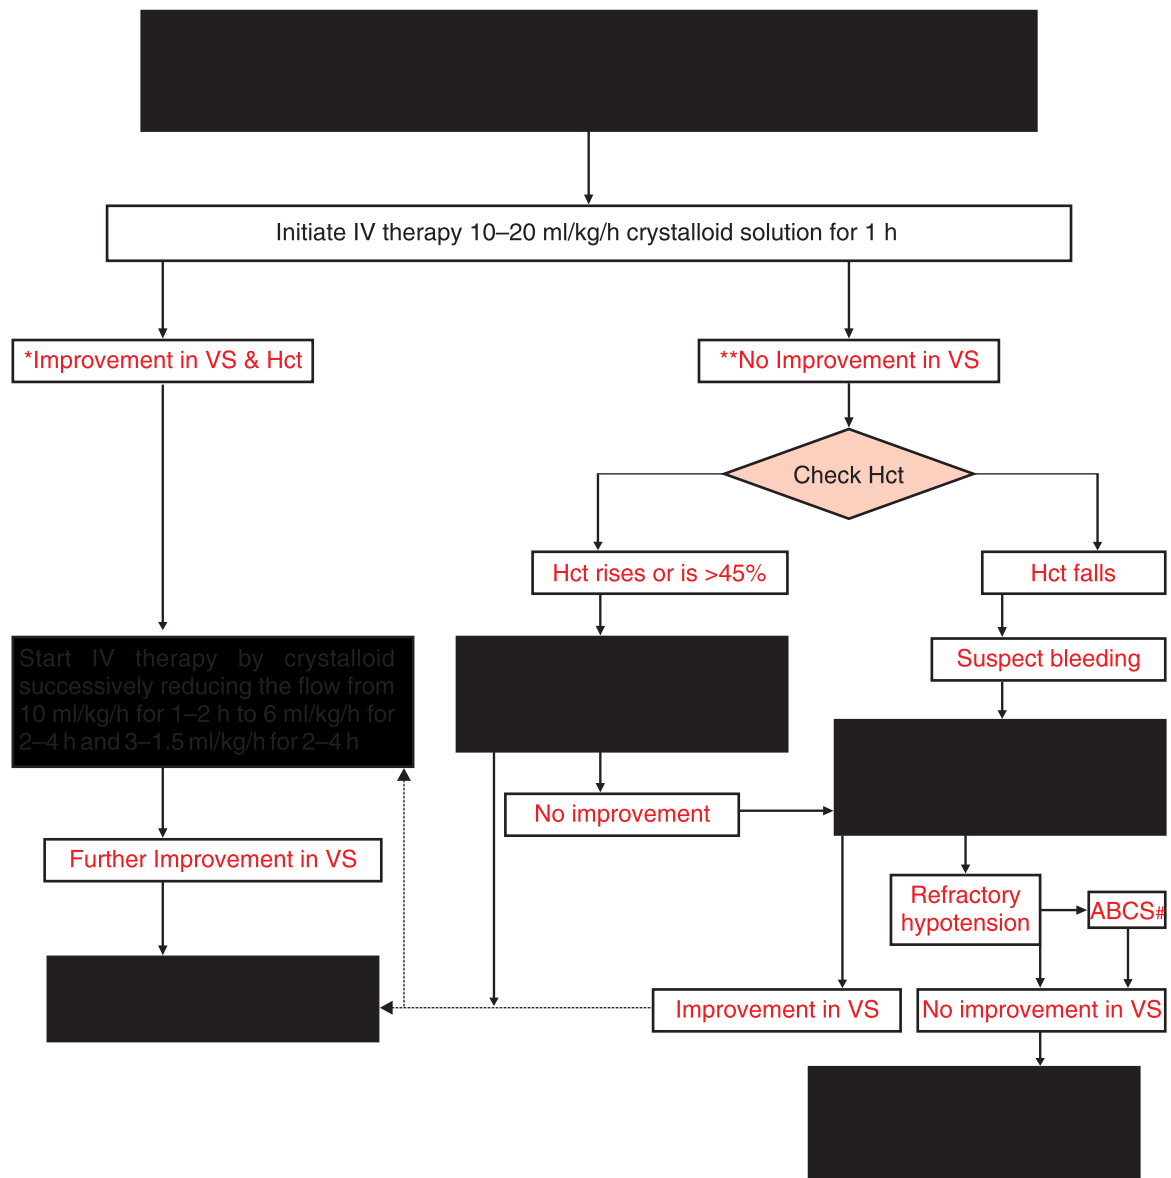 Initiate IV therapy 10–20 ml/kg/h crystalloid solution for 1 h
*Improvement in VS & Hct
**No Improvement in VS
Check Hct
Hct rises or is >45%
Hct falls
Start IV therapy by crystalloid
successively reducing the flow from
10 ml/kg/h for 1–2 h to 6 ml/kg/h for
2–4 h and 3–1.5 ml/kg/h for 2–4 h
Suspect bleeding
No improvement
Further Improvement in VS
Refractory
hypotension
ABCS#
Improvement in VS
No improvement in VS